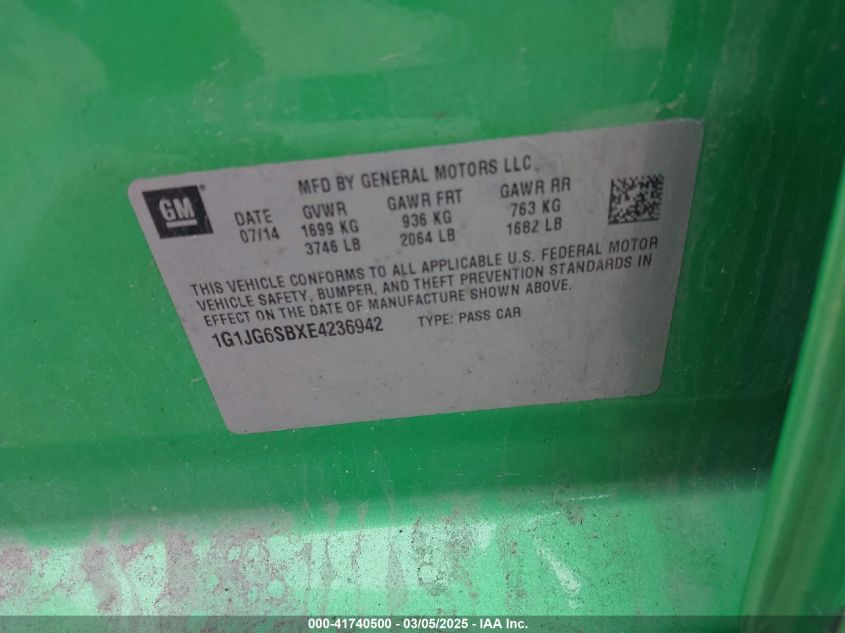 MFD BY GENERAL MOTORS LLC
GM
DATE GVWR GAWR FRT GAWR RR
07/14 1699 KG 936 KG 763 KG
3746 LB 2064 LB 1682 LB
THIS VEHICLE CONFORMS TO ALL APPLICABLE U.S. FEDERAL MOTOR
VEHICLE SAFETY, BUMPER, AND THEFT PREVENTION STANDARDS IN
EFFECT ON THE DATE OF MANUFACTURE SHOWN ABOVE.
1G1JG6SBXE4236942 TYPE: PASS CAR
000-41740500 - 03/05/2025 - IAA Inc.